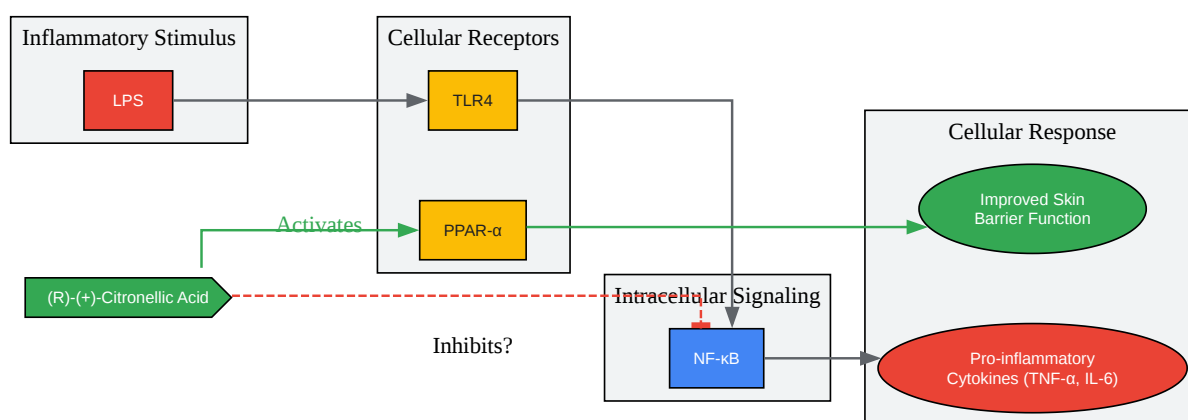 Inflammatory Stimulus
LPS
Cellular Receptors
TLR4
PPAR-α
Activates
(R)-(+)-Citronellic Acid
Inhibits?
Intracellular Signaling
NF-κB
Cellular Response
Improved Skin
Barrier Function
Pro-inflammatory
Cytokines (TNF-α, IL-6)